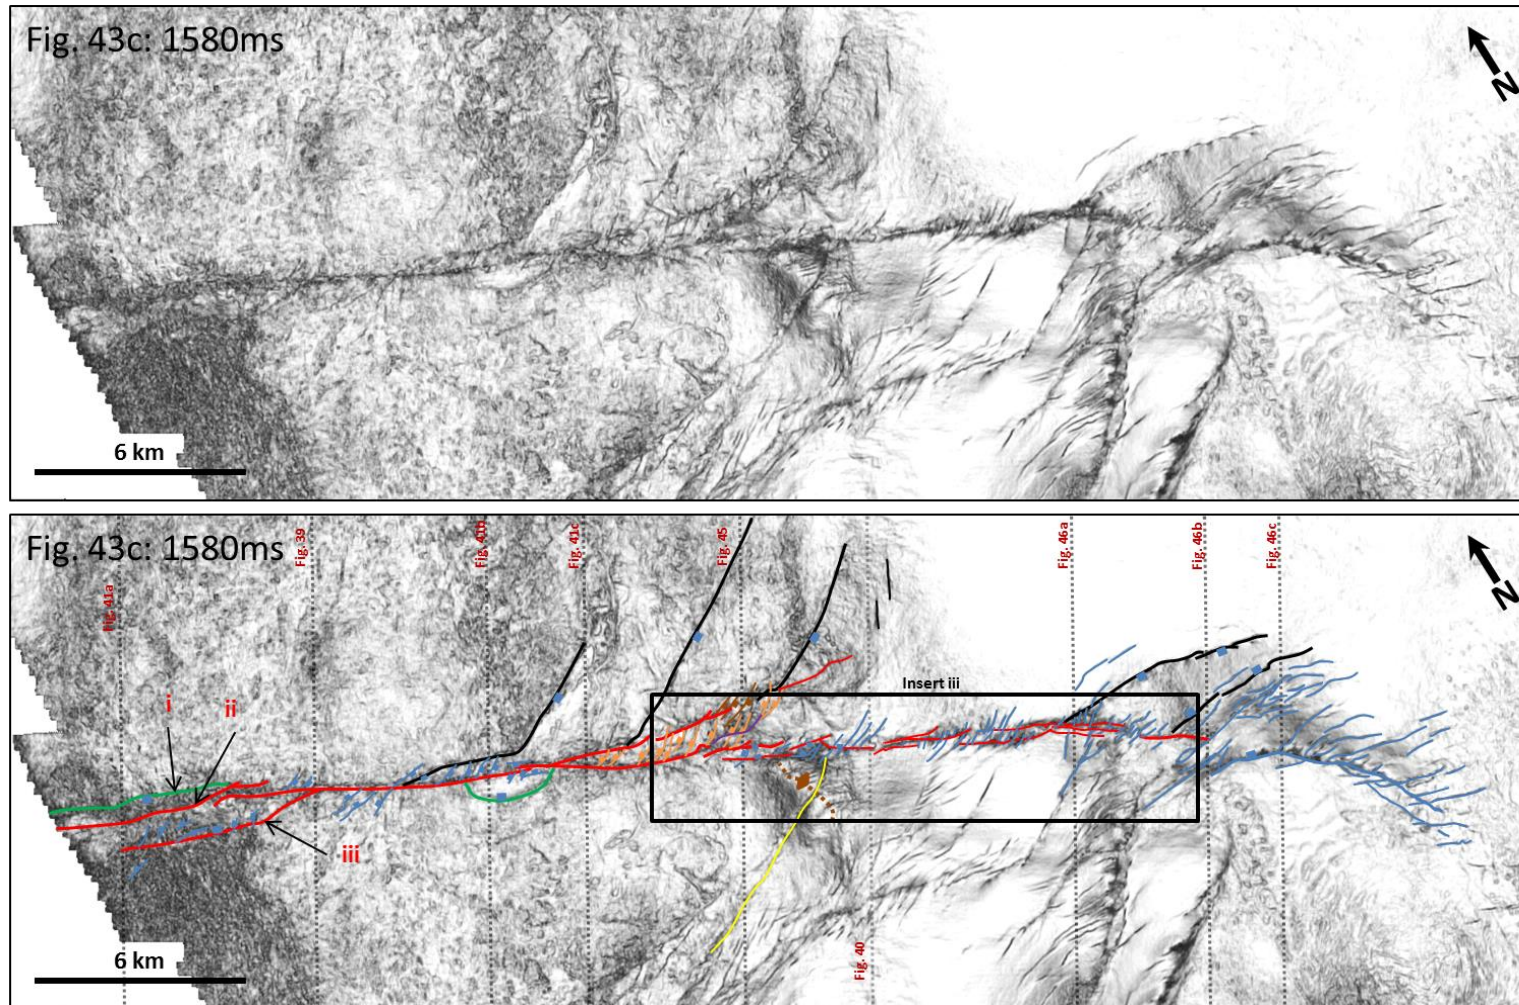 Fig. 43c: 1580ms
N
6 km
Fig. 43c: 1580ms
N
Fig. 41a
Fig. 39
Fig. 41b
Fig. 41c
Fig. 45
Fig. 46a
Fig. 46b
Fig. 46c
Insert iii
i
ii
iii
Fig. 40
6 km